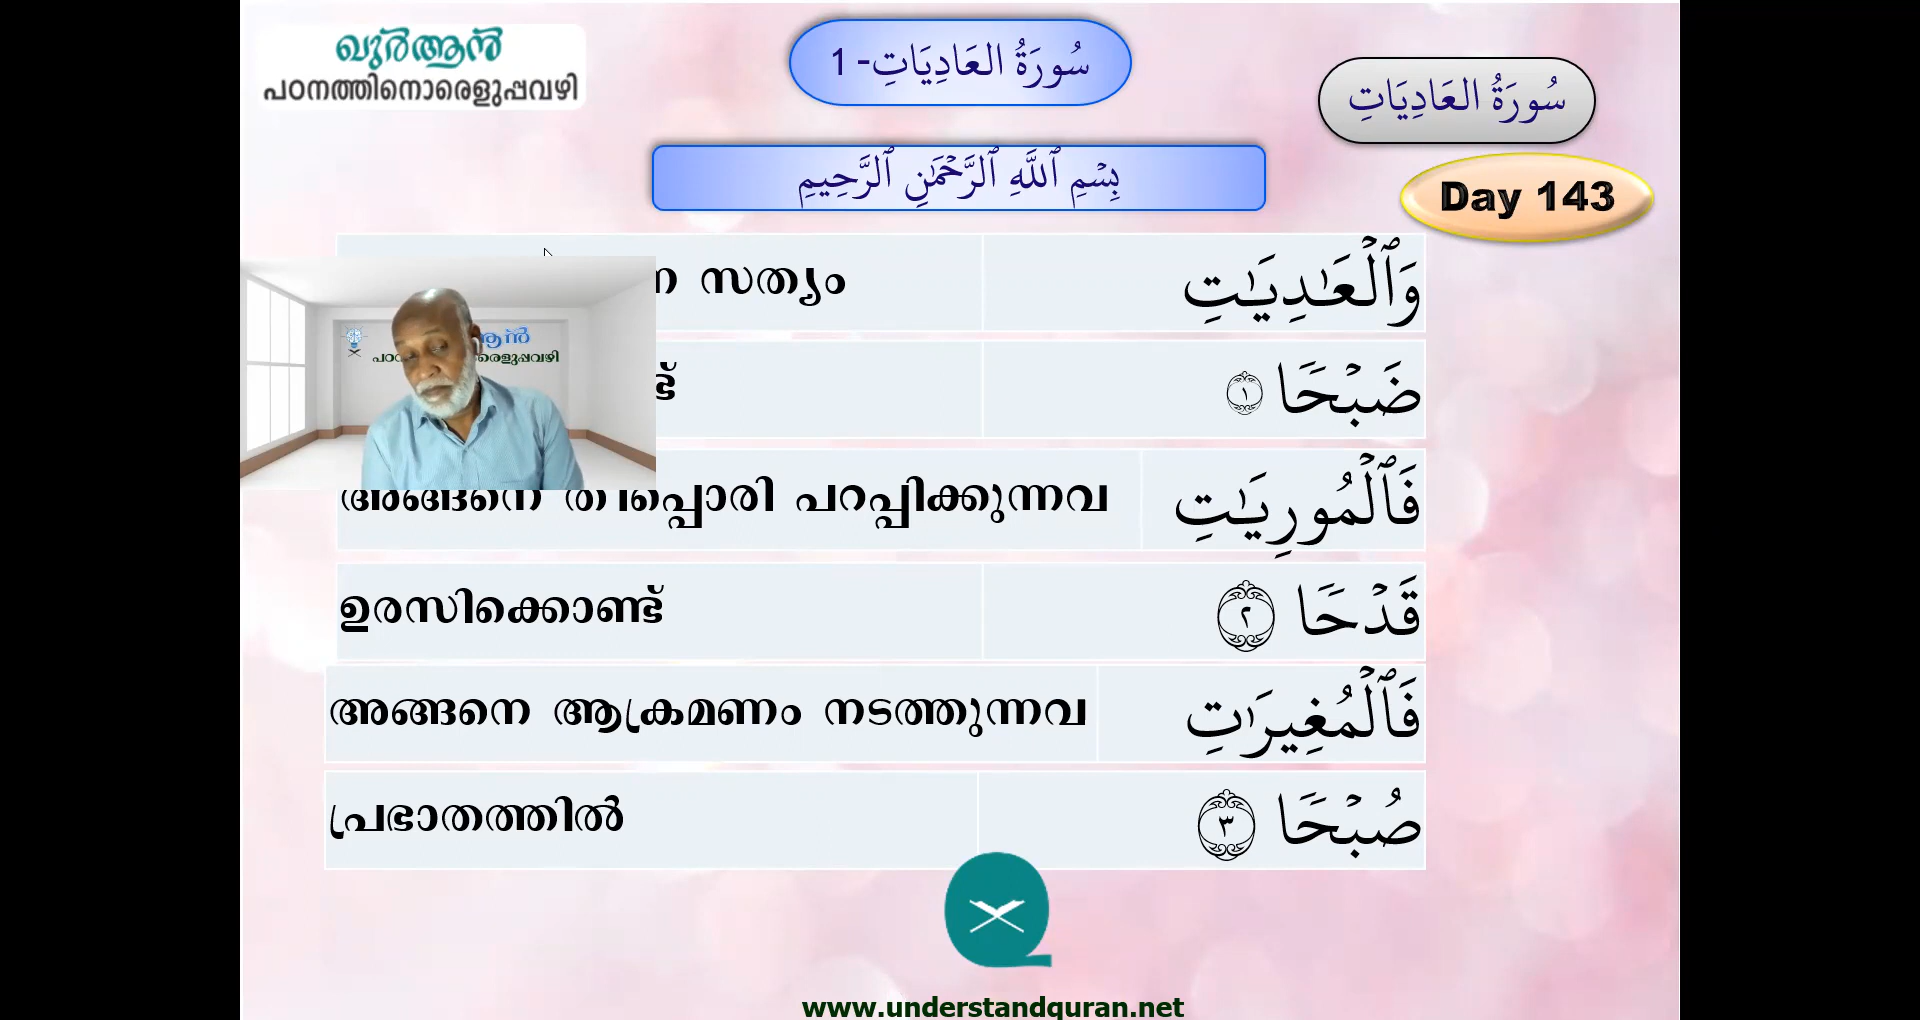 ഖുർആൻ
പഠനത്തിനൊരെളുപ്പവഴി
سُورَةُ العَادِيَاتِ- 1
سُورَةُ العَادِيَاتِ
بِسْمِ ٱللَّهِ ٱلرَّحْمَٰنِ ٱلرَّحِيمِ
Day 143
സത്യം
وَٱلْعَٰدِيَٰتِ
ضَبْحًا ١
അങ്ങനെ തീപ്പൊരി പറപ്പിക്കുന്നവ
فَٱلْمُورِيَٰتِ
ഉരസിക്കൊണ്ട്
قَدْحًا ٢
അങ്ങനെ ആക്രമണം നടത്തുന്നവ
فَٱلْمُغِيرَٰتِ
പ്രഭാതത്തിൽ
صُبْحًا ٣
www.understandquran.net